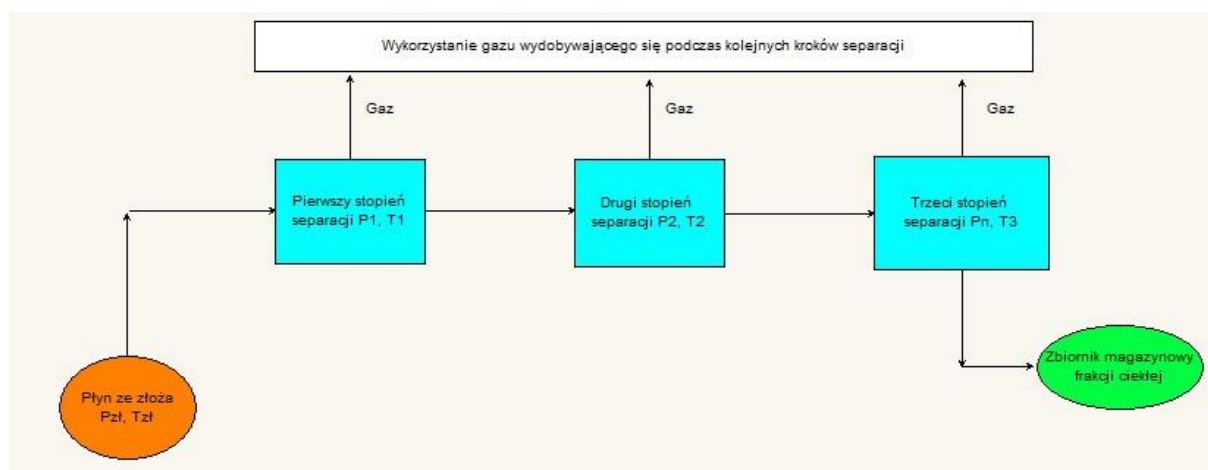 Wykorzystanie gazu wydobywającego się podczas kolejnych kroków separacji
Gaz
Gaz
Gaz
Pierwszy stopień
separacji P1, T1
Drugi stopień
separacji P2, T2
Trzeci stopień
separacji Pn, T3
Płyn ze złoża
Pzł, Tzł
Zbiornik magazynowy
frakcji ciekłej